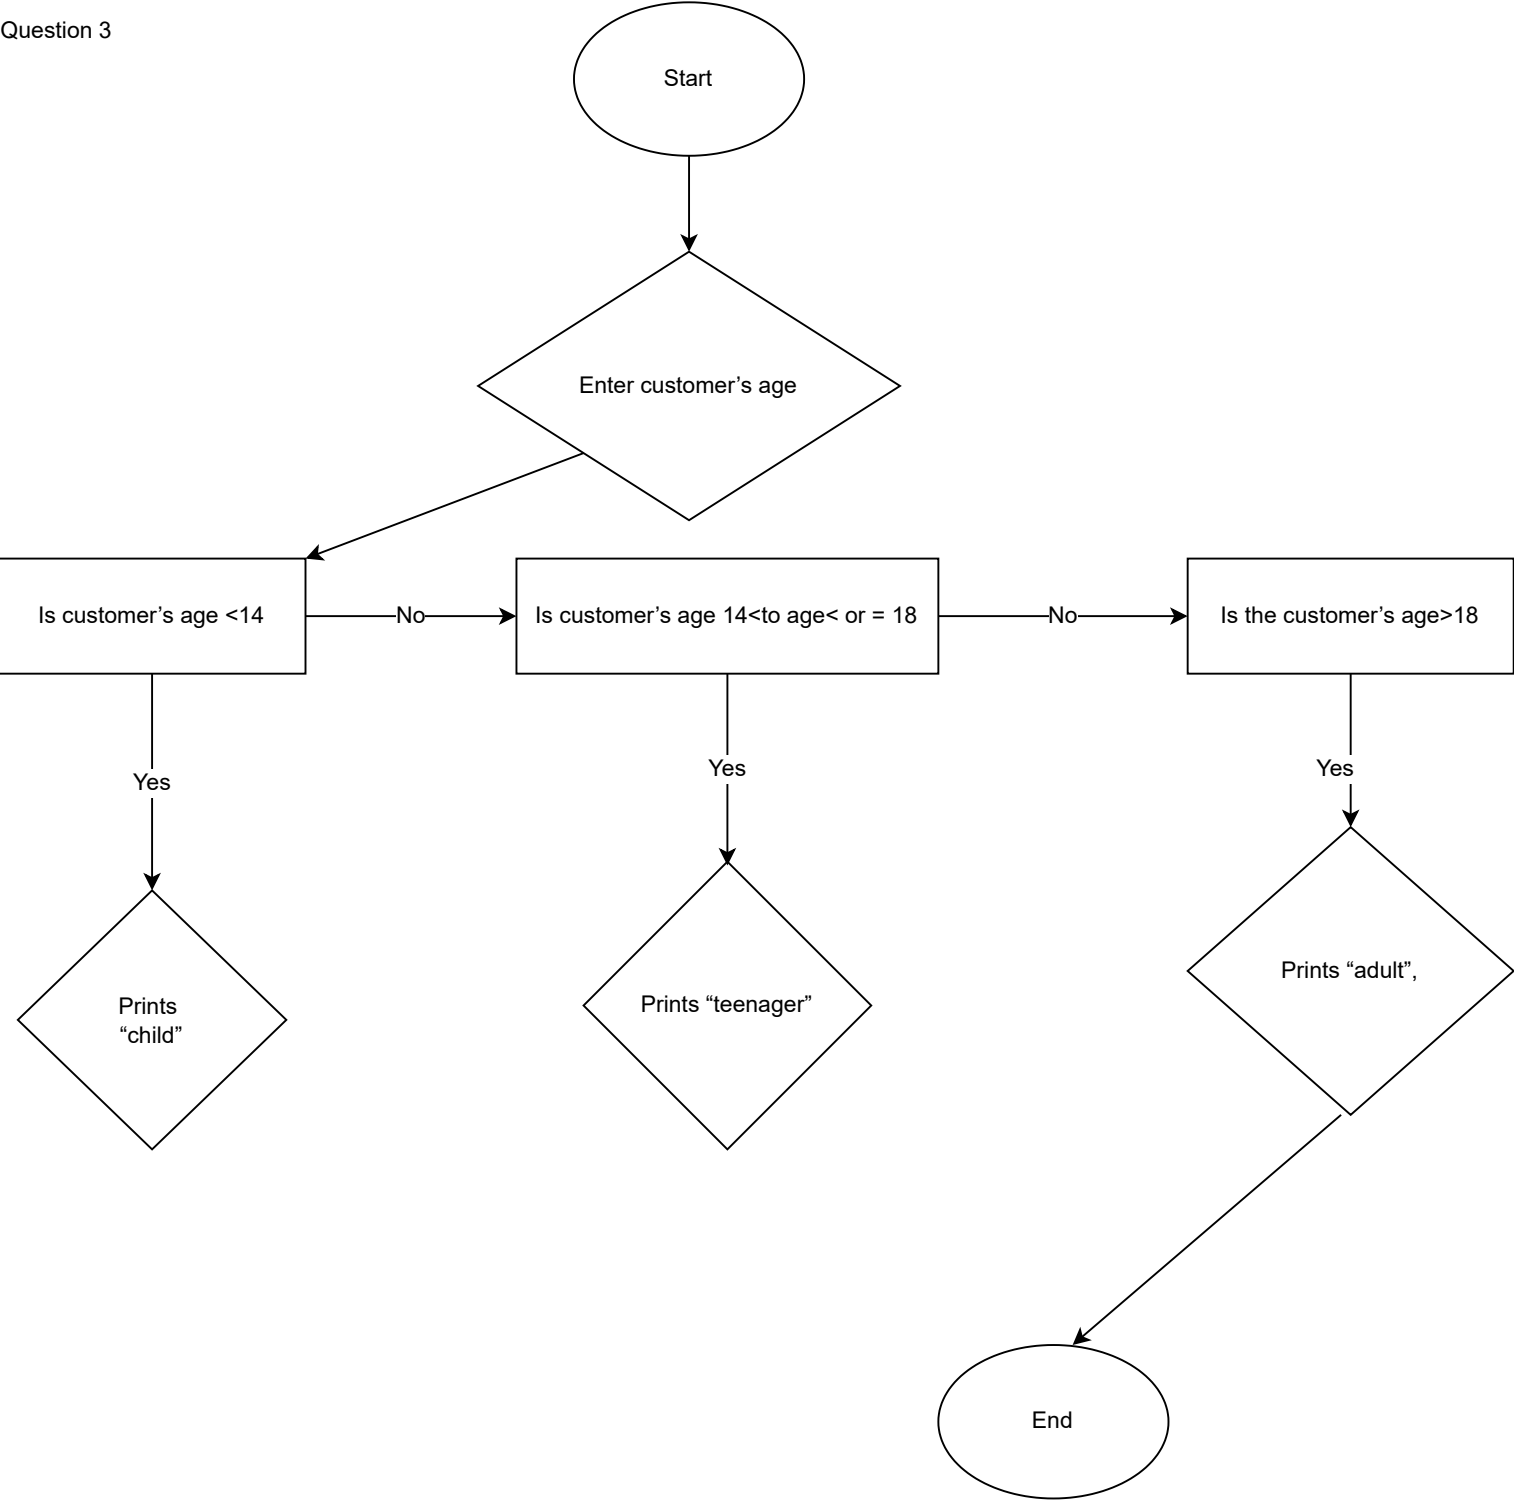 Question 3
Start
Enter customer’s age
Is customer’s age <14
No
Is customer’s age 14<to age< or = 18
No
Is the customer’s age>18
Yes
Yes
Yes
Prints
“child”
Prints “teenager”
Prints “adult”,
End